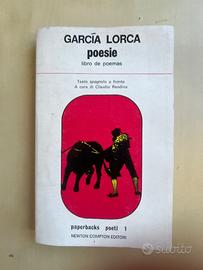 GARCÍA LORCA
poesie
libro de poemas
Testo spagnolo a fronte
A cura di Claudio Rendina
paperbacks poeti 1
NEWTON COMPTON EDITORI
subito